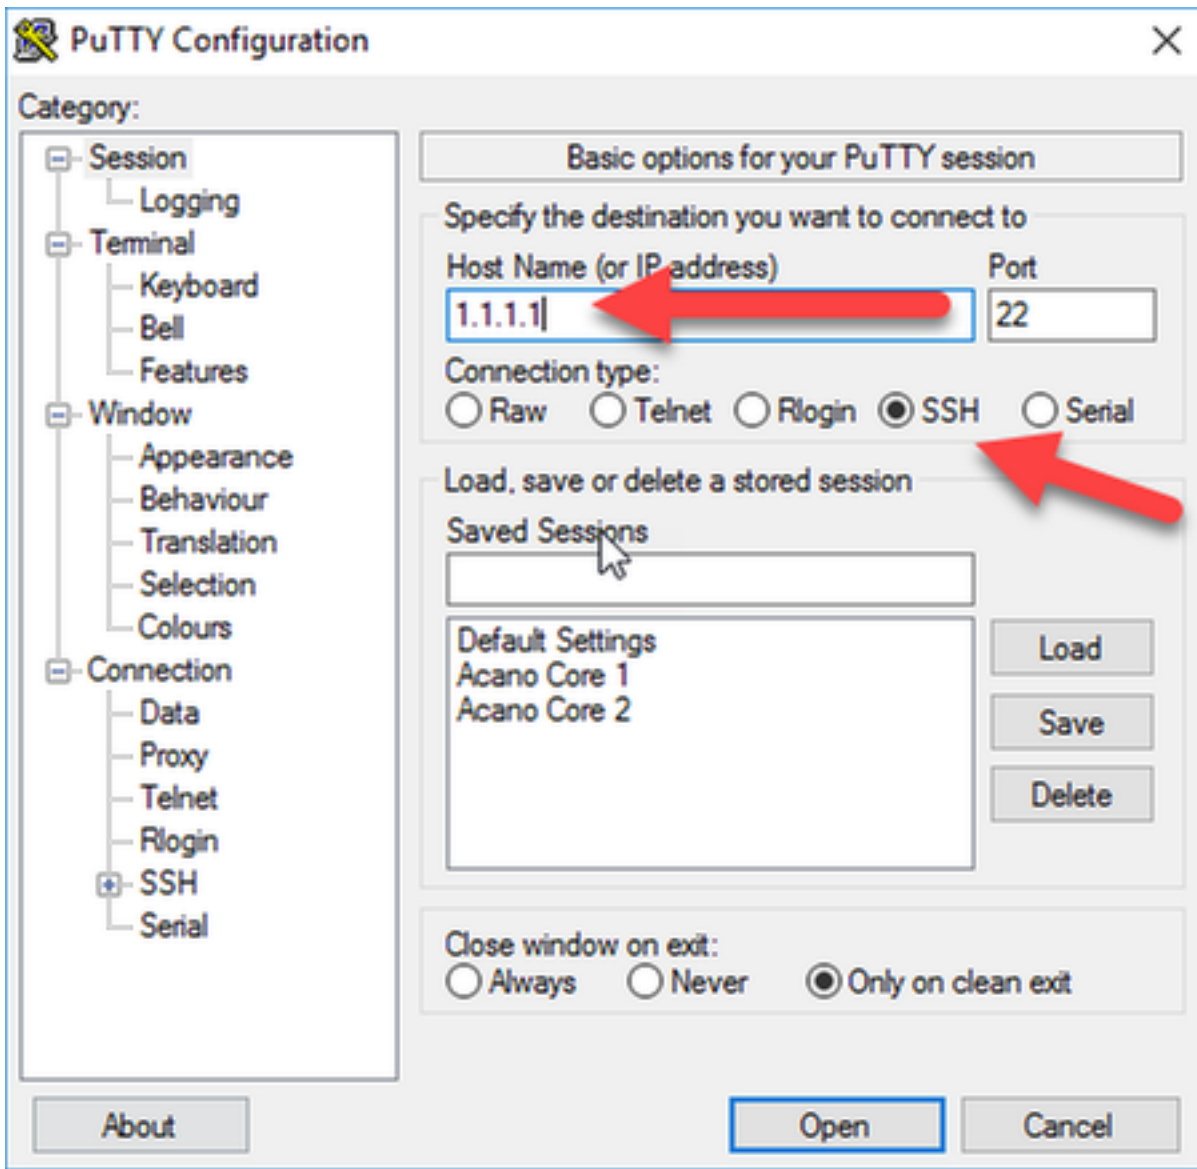 PuTTY Configuration
Category:
Session
Logging
Terminal
Keyboard
Bell
Features
Window
Appearance
Behaviour
Translation
Selection
Colours
Connection
Data
Proxy
Telnet
Rlogin
SSH
Serial
Basic options for your PuTTY session
Specify the destination you want to connect to
Host Name (or IP address) Port
1.1.1.1 22
Connection type:
Raw Telnet Rlogin SSH Serial
Load, save or delete a stored session
Saved Sessions
Default Settings
Acano Core 1
Acano Core 2
Load
Save
Delete
Close window on exit:
Always Never Only on clean exit
About Open Cancel